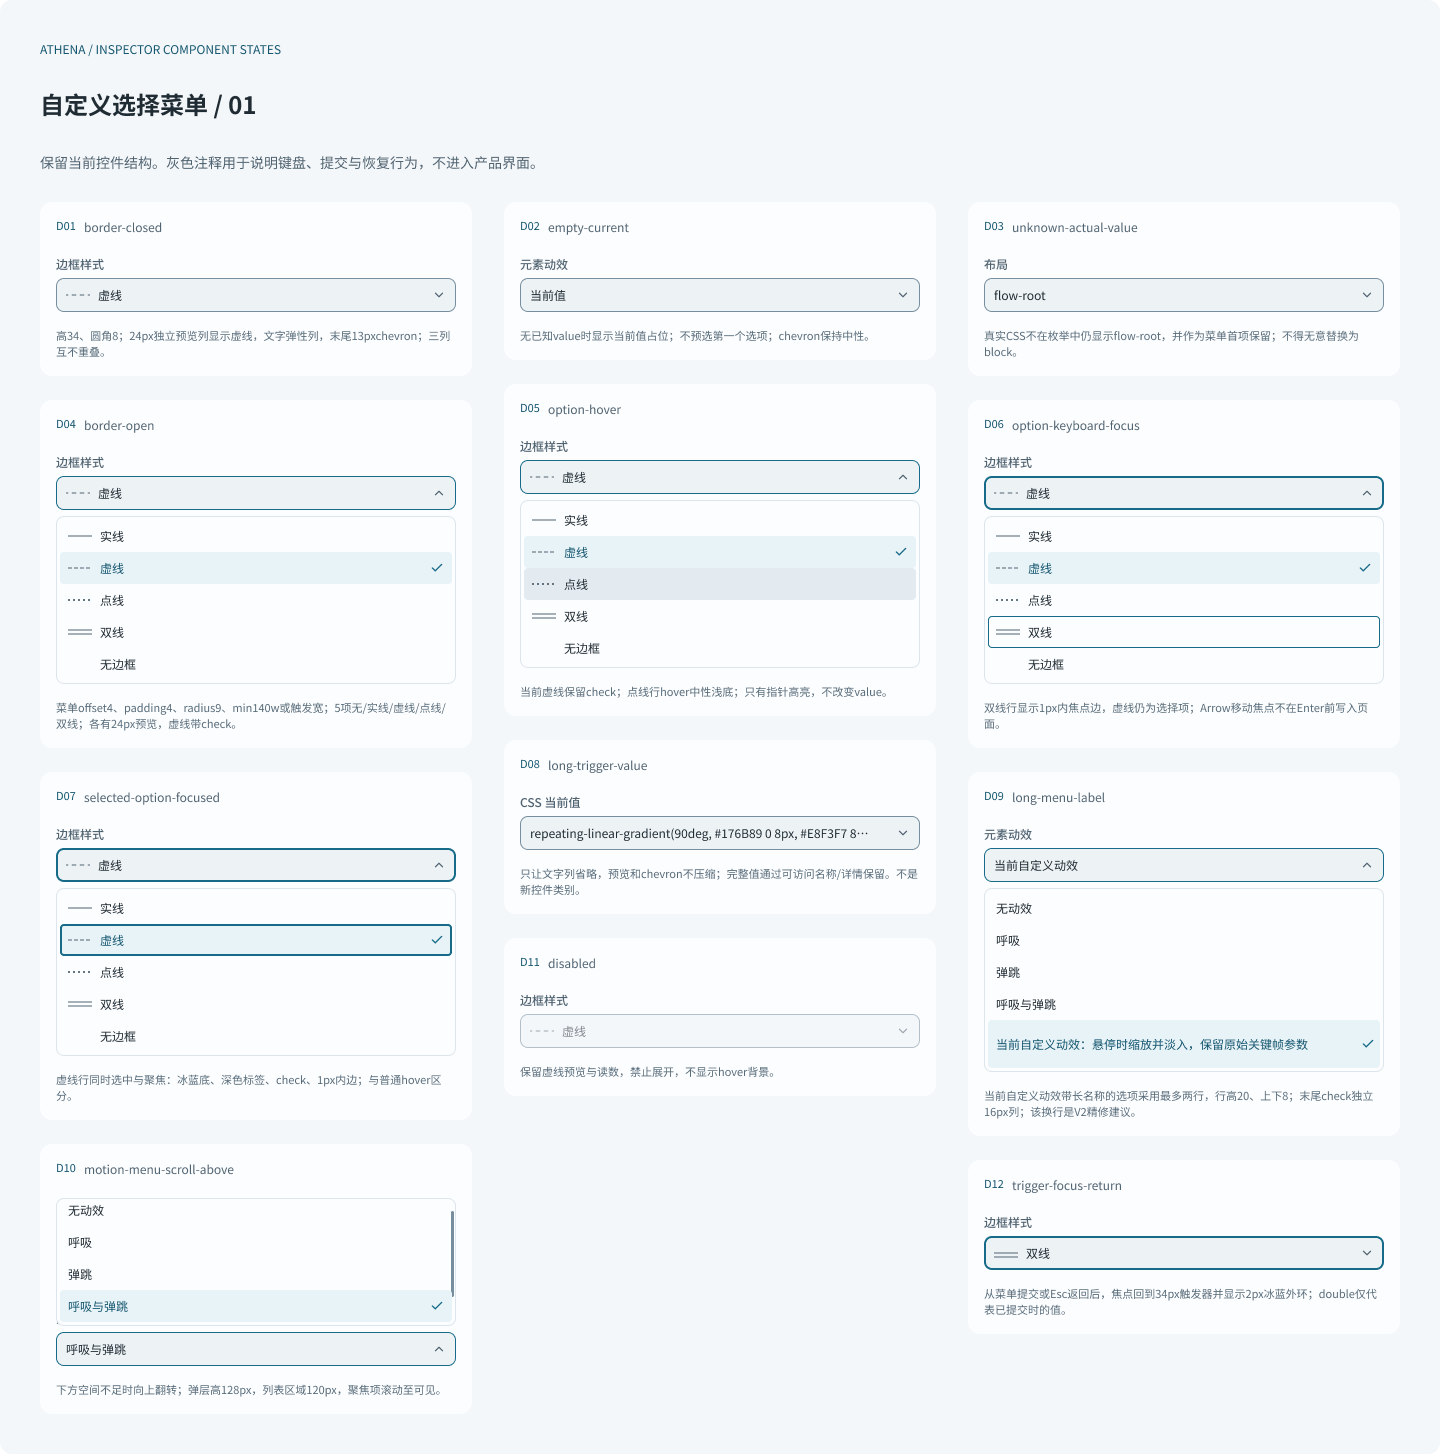 ATHENA / INSPECTOR COMPONENT STATES
自定义选择菜单 / 01
保留当前控件结构。灰色注释用于说明键盘、提交与恢复行为，不进入产品界面。
D01 border-closed
边框样式
虚线
高34、圆角8；24px独立预览列显示虚线，文字弹性列，末尾13pxchevron；三列
互不重叠。
D02 empty-current
元素动效
当前值
无已知value时显示当前值占位；不预选第一个选项；chevron保持中性。
D03 unknown-actual-value
布局
flow-root
真实CSS不在枚举中仍显示flow-root，并作为菜单首项保留；不得无意替换为
block。
D04 border-open
边框样式
虚线
实线
虚线
点线
双线
无边框
菜单offset4、padding4、radius9、min140w或触发宽；5项无/实线/虚线/点线/
双线；各有24px预览，虚线带check。
D05 option-hover
边框样式
虚线
实线
虚线
点线
双线
无边框
当前虚线保留check；点线行hover中性浅底；只有指针高亮，不改变value。
D06 option-keyboard-focus
边框样式
虚线
实线
虚线
点线
双线
无边框
双线行显示1px内焦点边，虚线仍为选择项；Arrow移动焦点不在Enter前写入页
面。
D07 selected-option-focused
边框样式
虚线
实线
虚线
点线
双线
无边框
虚线行同时选中与聚焦：冰蓝底、深色标签、check、1px内边；与普通hover区
分。
D08 long-trigger-value
CSS 当前值
repeating-linear-gradient(90deg, #176B89 0 8px, #E8F3F7 8…
只让文字列省略，预览和chevron不压缩；完整值通过可访问名称/详情保留。不是
新控件类别。
D09 long-menu-label
元素动效
当前自定义动效
无动效
呼吸
弹跳
呼吸与弹跳
当前自定义动效：悬停时缩放并淡入，保留原始关键帧参数
当前自定义动效带长名称的选项采用最多两行，行高20、上下8；末尾check独立
16px列；该换行是V2精修建议。
D10 motion-menu-scroll-above
无动效
呼吸
弹跳
呼吸与弹跳
呼吸与弹跳
下方空间不足时向上翻转；弹层高128px，列表区域120px，聚焦项滚动至可见。
D11 disabled
边框样式
虚线
保留虚线预览与读数，禁止展开，不显示hover背景。
D12 trigger-focus-return
边框样式
双线
从菜单提交或Esc返回后，焦点回到34px触发器并显示2px冰蓝外环；double仅代
表已提交时的值。